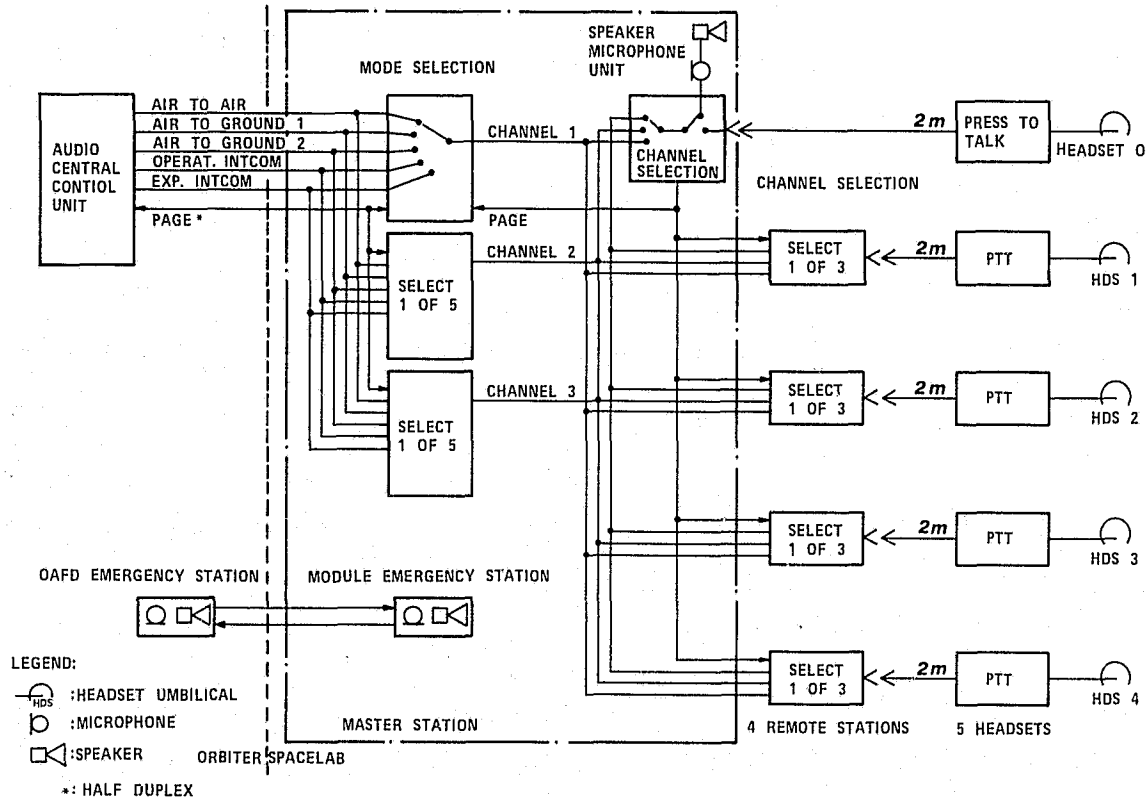 SPEAKER
MICROPHONE
UNIT
MODE SELECTION
AUDIO
CENTRAL
CONTIOL
UNIT
AIR TO AIR
AIR TO GROUND 1
AIR TO GROUND 2
OPERAT. INTCOM
EXP. INTCOM
PAGE *
CHANNEL 1
PAGE
CHANNEL
SELECTION
2m
PRESS TO
TALK
HEADSET 0
CHANNEL SELECTION
SELECT
1 OF 5
CHANNEL 2
SELECT
1 OF 3
2m
PTT
HDS 1
SELECT
1 OF 5
CHANNEL 3
SELECT
1 OF 3
2m
PTT
HDS 2
SELECT
1 OF 3
2m
PTT
HDS 3
OAFD EMERGENCY STATION
MODULE EMERGENCY STATION
SELECT
1 OF 3
2m
PTT
HDS 4
LEGEND:
HDS :HEADSET UMBILICAL
:MICROPHONE
:SPEAKER
*: HALF DUPLEX
ORBITER SPACELAB
MASTER STATION
4 REMOTE STATIONS
5 HEADSETS